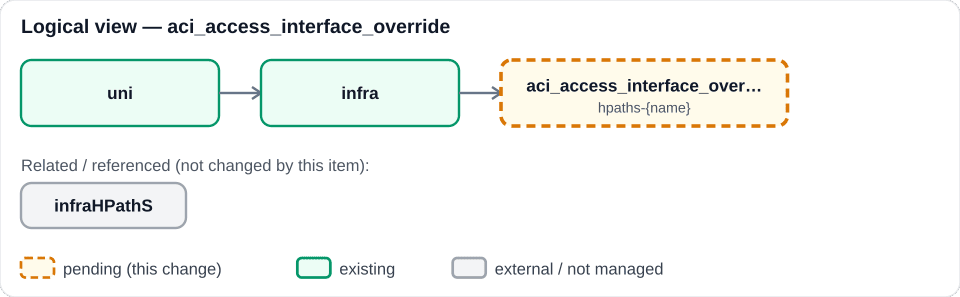 Logical view — aci_access_interface_override
uni
infra
aci_access_interface_over…
hpaths-{name}
Related / referenced (not changed by this item):
infraHPathS
pending (this change)
existing
external / not managed